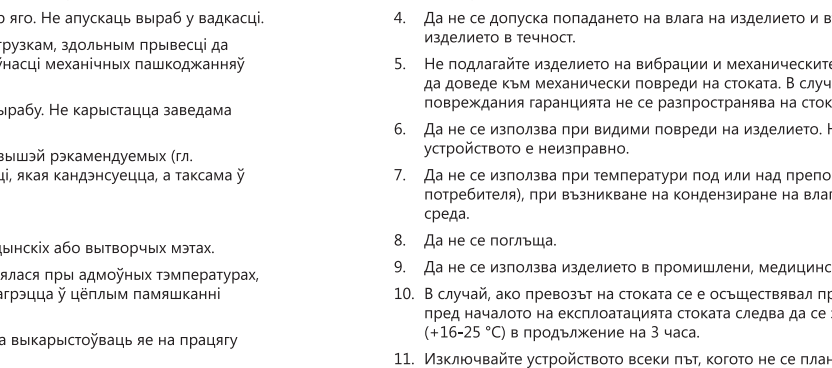 яго. Не апускаць выраб у вадкасці.
грузкам, здольным прывесці да
ўнасці механічных пашкоджанняў
ырабу. Не карыстацца заведама
вышэй рэкамендуемых (гл.
ці, якая кандэнсуецца, а таксама ў
цынскіх або вытворчых мэтах.
ялася пры адмоўных тэмпературах,
агрэцца ў цёплым памяшканні
а выкарыстоўваць яе на працягу
4. Да не се допуска попадането на влага на изделието и в
изделието в течност.
5. Не подлагайте изделието на вибрации и механическите
да доведе към механически повреди на стоката. В случ
повреждания гаранцията не се разпространява на сток
6. Да не се използва при видими повреди на изделието. Н
устройството е неизправно.
7. Да не се използва при температури под или над препо
потребителя), при възникване на кондензиране на влаг
среда.
8. Да не се поглъща.
9. Да не се използва изделието в промишлени, медицинс
10. В случай, ако превозът на стоката се е осъществявал пр
пред началото на експлоатацията стоката следва да се
(+16-25 °C) в продължение на 3 часа.
11. Изключвайте устройството всеки път, когото не се план